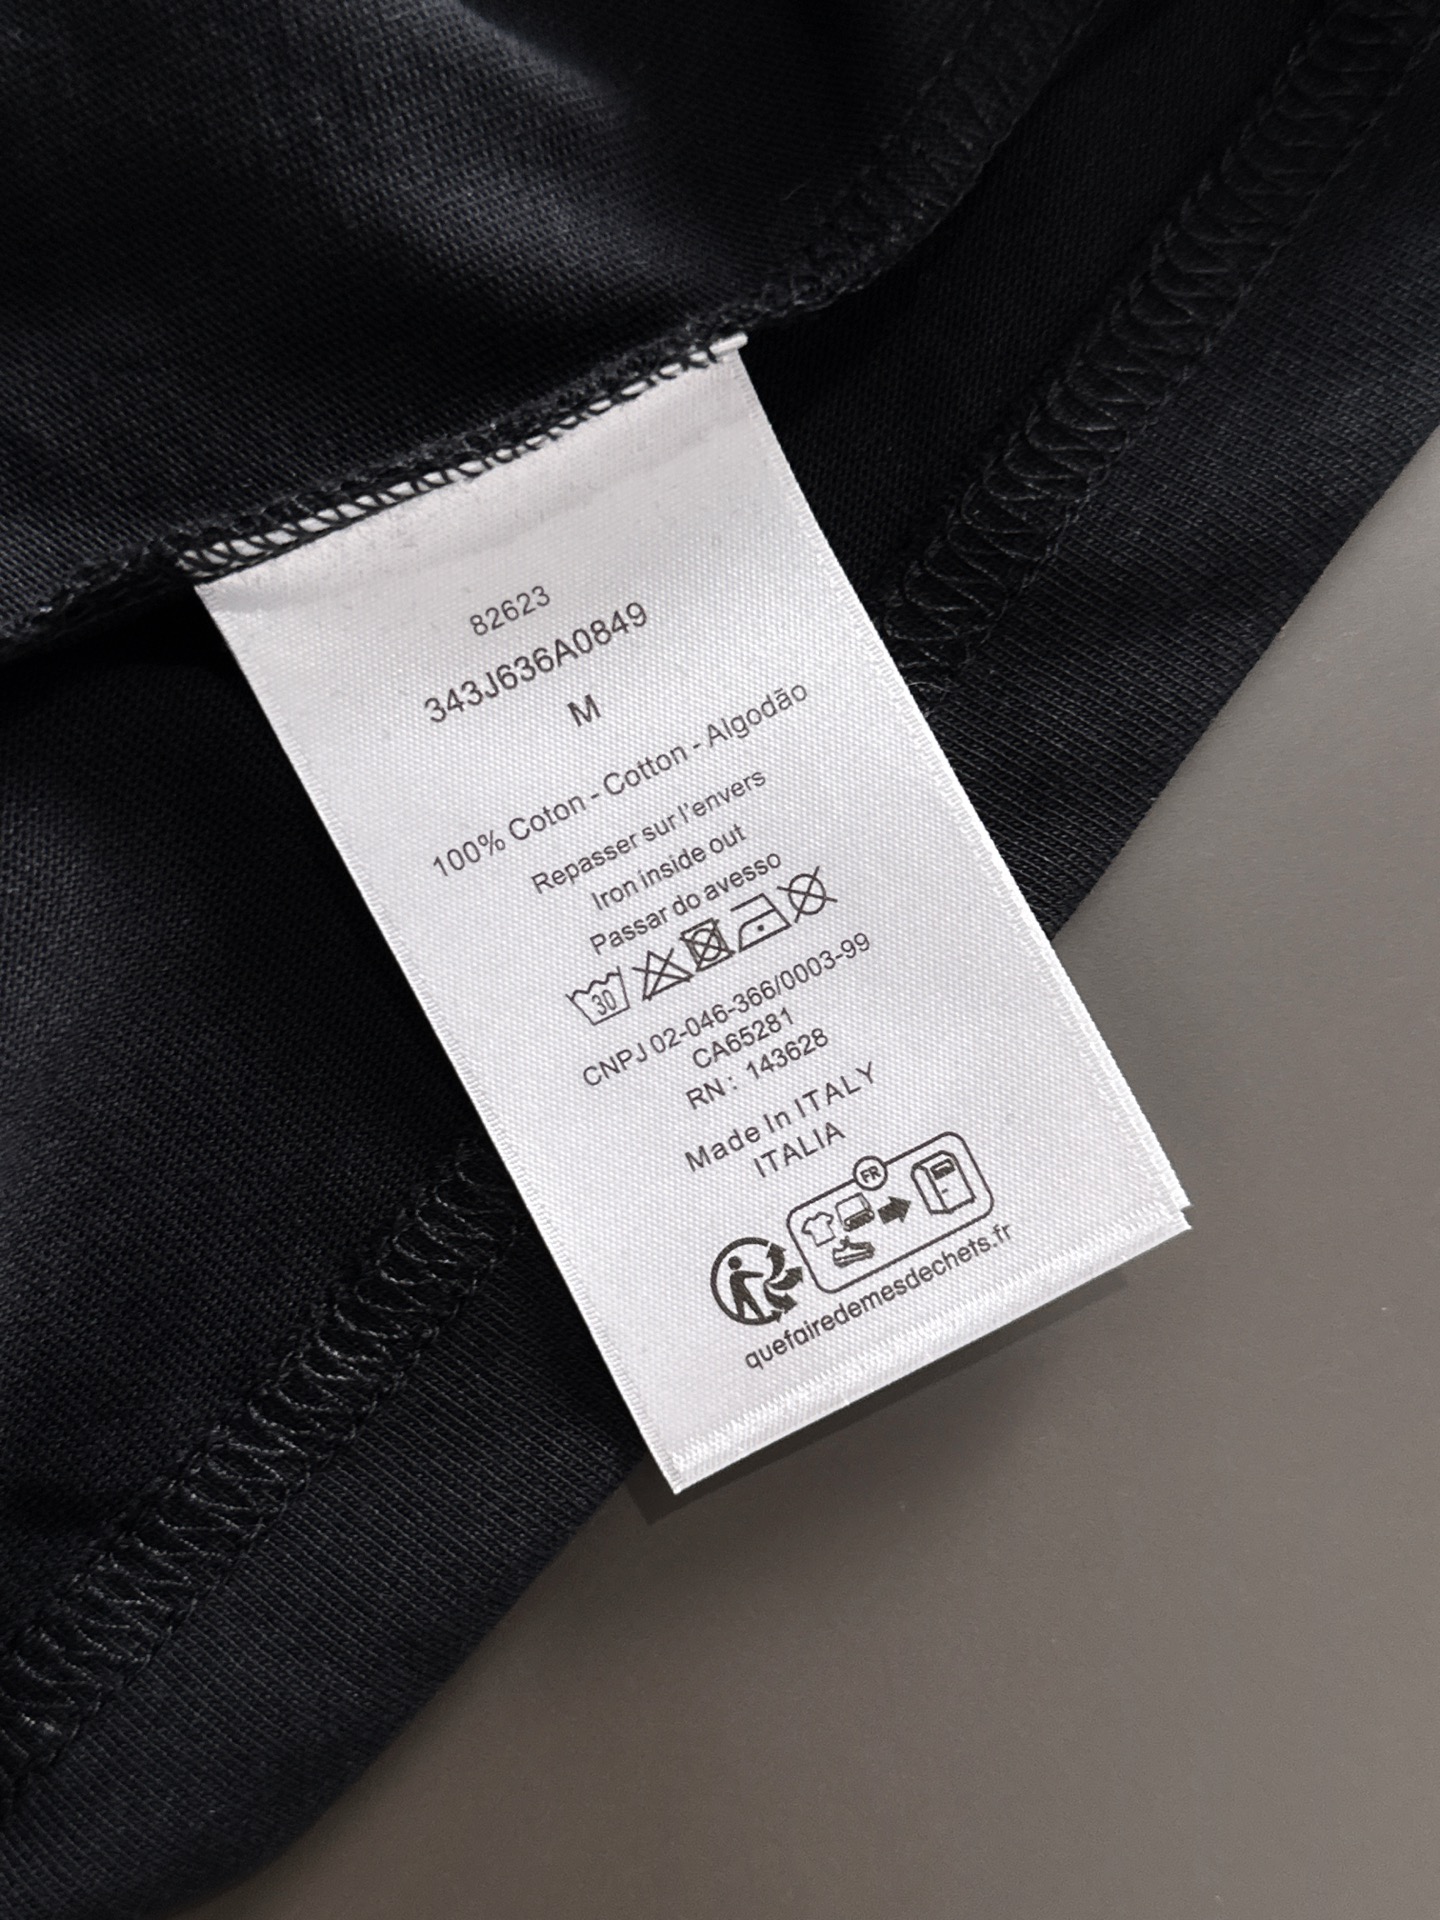 82623
343J636A0849
M
100% Coton - Cotton - Algodão
Repasser sur l'envers
Iron inside out
Passar do avesso
30
CNPJ 02-046-366/0003-99
CA65281
RN: 143628
Made In ITALY
ITALIA
FR
quefairedemesdechets.fr